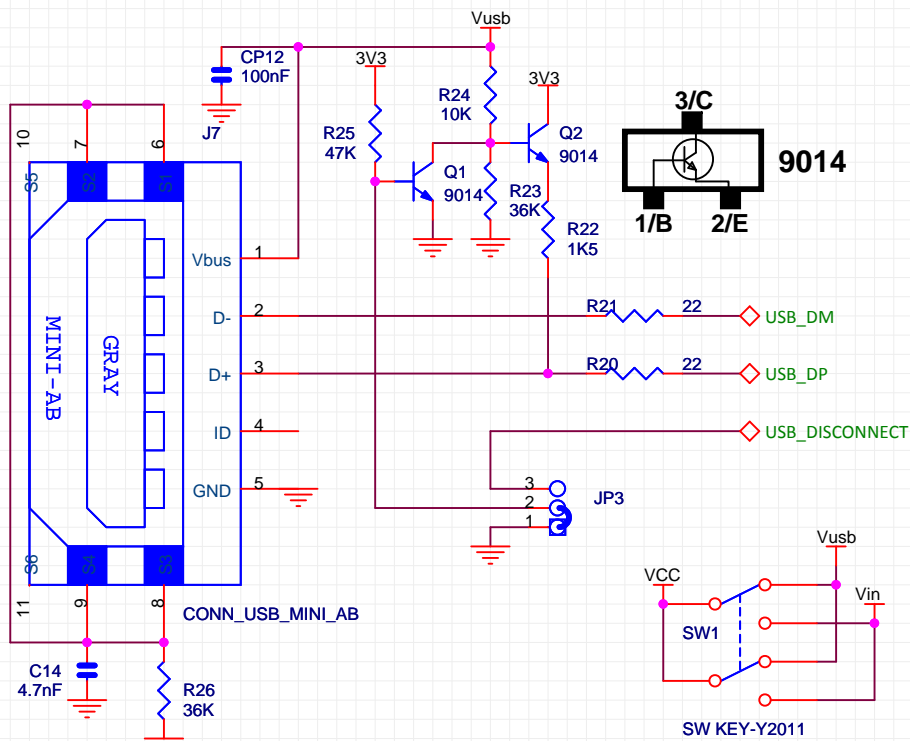 Vusb
CP12
100nF
3V3
R24
10K
3V3
J7
R25
47K
Q1
9014
Q2
9014
R23
36K
R22
1K5
3/C
9014
1/B
2/E
10
7
6
S5
S2
S1
Vbus
1
D-
2
R21
22
USB_DM
MINI-AB
GRAY
D+
3
R20
22
USB_DP
ID
4
USB_DISCONNECT
GND
5
3
2
1
JP3
S6
S4
S3
11
9
8
CONN_USB_MINI_AB
C14
4.7nF
R26
36K
Vusb
VCC
Vin
SW1
SW KEY-Y2011